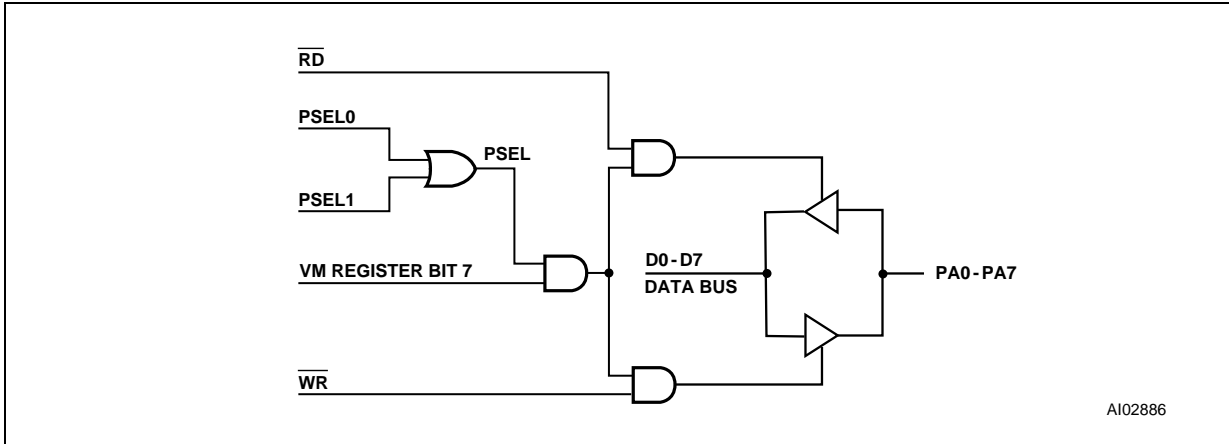 RD
PSEL0
PSEL
PSEL1
VM REGISTER BIT 7
D0-D7
DATA BUS
PA0-PA7
WR
AI02886